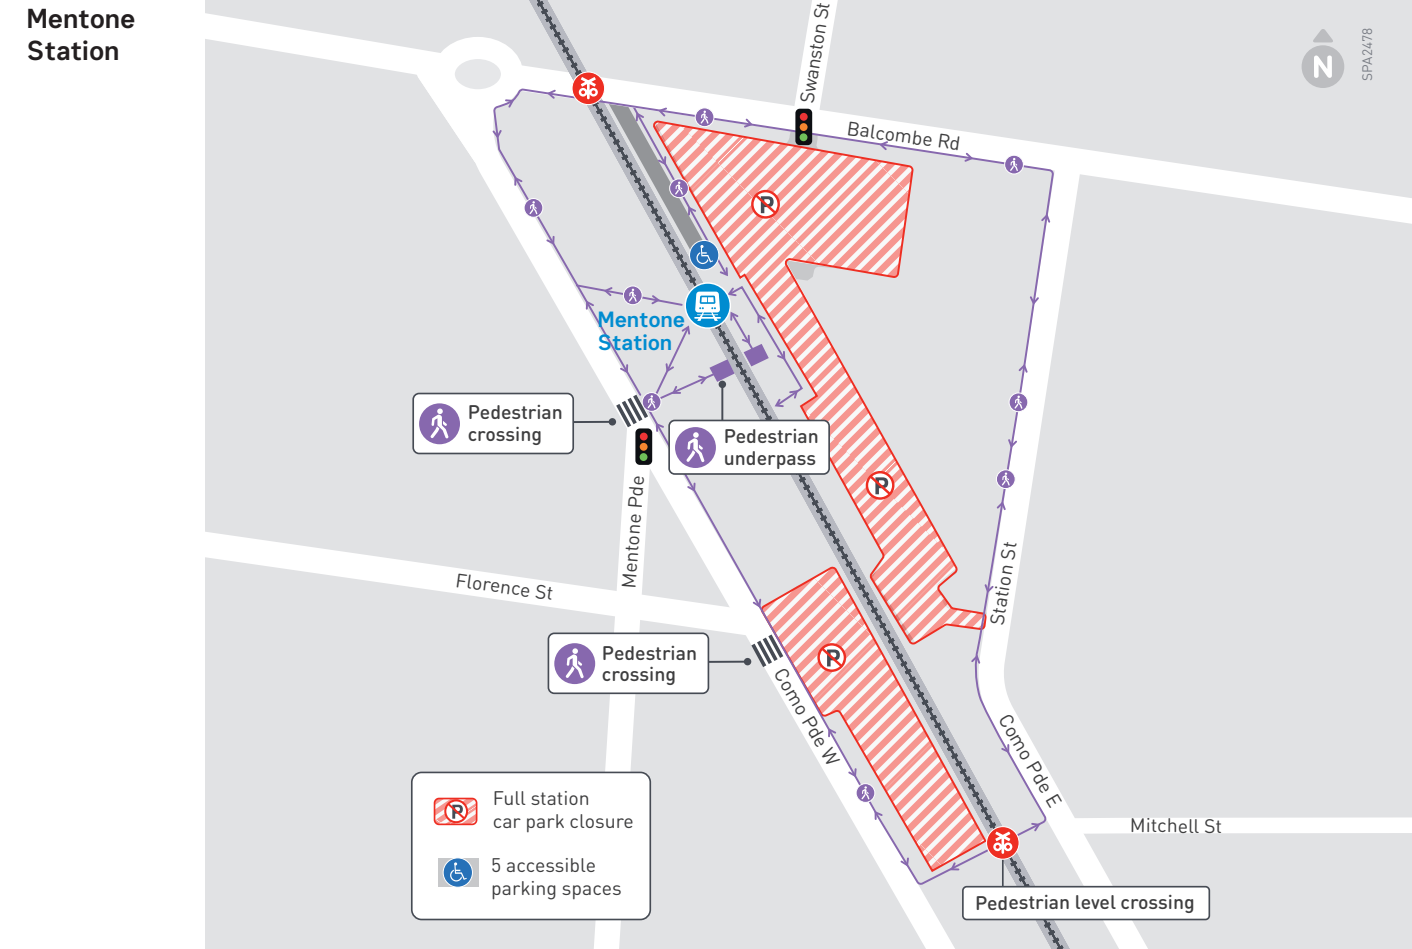 Mentone
Station
Swanston St
N
SPA2478
Balcombe Rd
P
Mentone
Station
Pedestrian
crossing
Pedestrian
underpass
P
Mentone Pde
Florence St
Station St
Pedestrian
crossing
P
Como Pde W
Como Pde E
P
Full station
car park closure
5 accessible
parking spaces
Mitchell St
Pedestrian level crossing